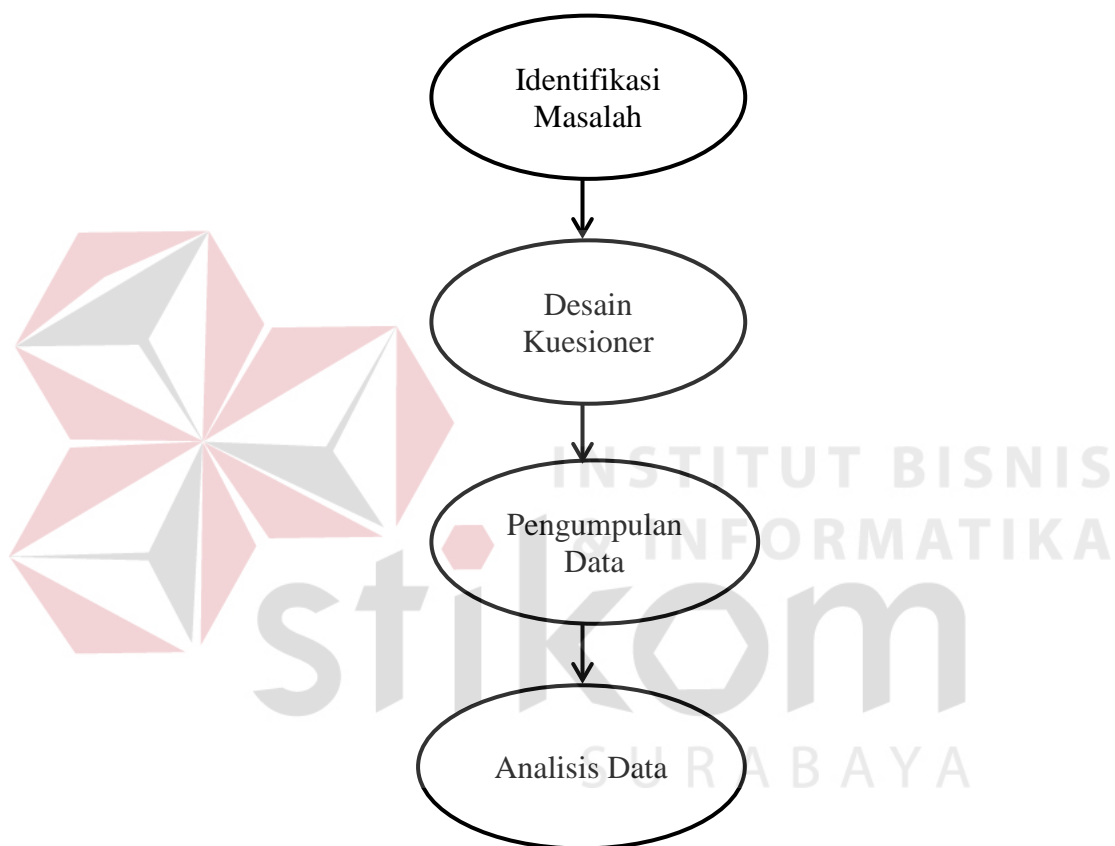 Identifikasi
Masalah
Desain
Kuesioner
INSTITUT BISNIS
Pengumpulan
Data
& INFORMATIKA
stikom
Analisis Data
SURABAYA